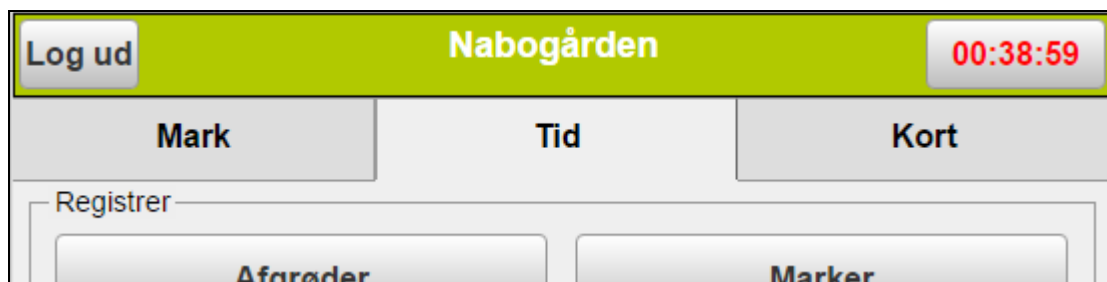 Log ud
Nabogården
00:38:59
Mark
Tid
Kort
Registrer
Afgrøder
Marker